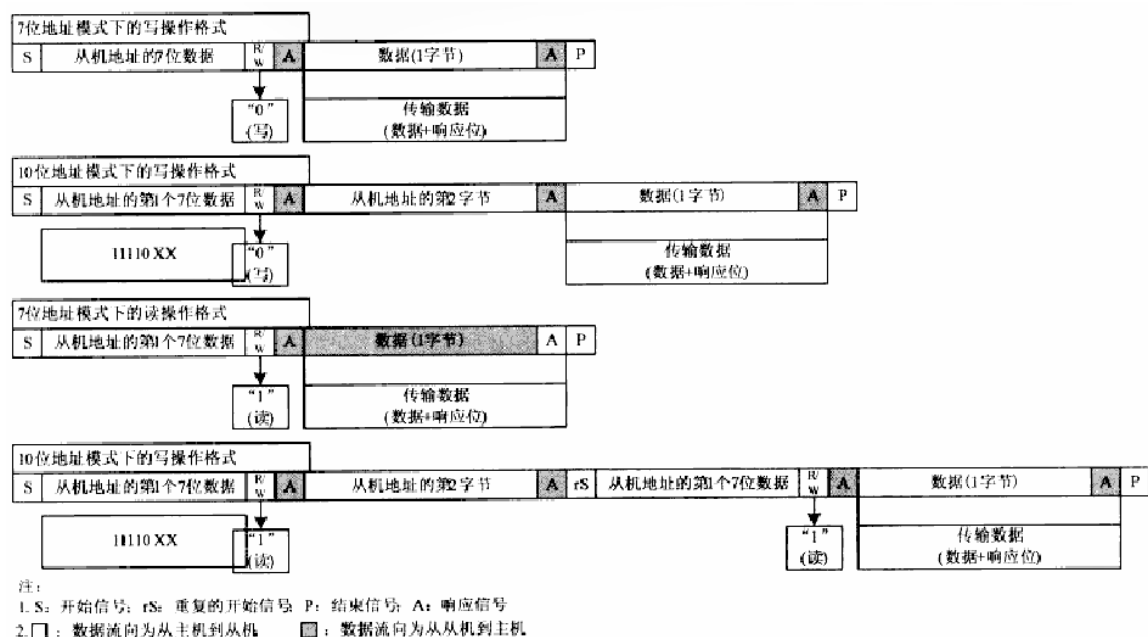 7位地址模式下的写操作格式
S 从机地址的7位数据 R/W A 数据(1字节) A P
“0” 传输数据
(写) (数据+响应位)
10位地址模式下的写操作格式
S 从机地址的第1个7位数据 R/W A 从机地址的第2字节 A 数据(1字节) A P
11110 XX “0” 传输数据
(写) (数据+响应位)
7位地址模式下的读操作格式
S 从机地址的第1个7位数据 R/W A 数据(1字节) A P
“1” 传输数据
(读) (数据+响应位)
10位地址模式下的写操作格式
S 从机地址的第1个7位数据 R/W A 从机地址的第2字节 A rS 从机地址的第1个7位数据 R/W A 数据(1字节) A P
11110 XX “1” “1” 传输数据
(读) (读) (数据+响应位)
注:
1. S: 开始信号; rS: 重复的开始信号; P: 结束信号; A: 响应信号
2. : 数据流向为从主机到从机 : 数据流向为从从机到主机